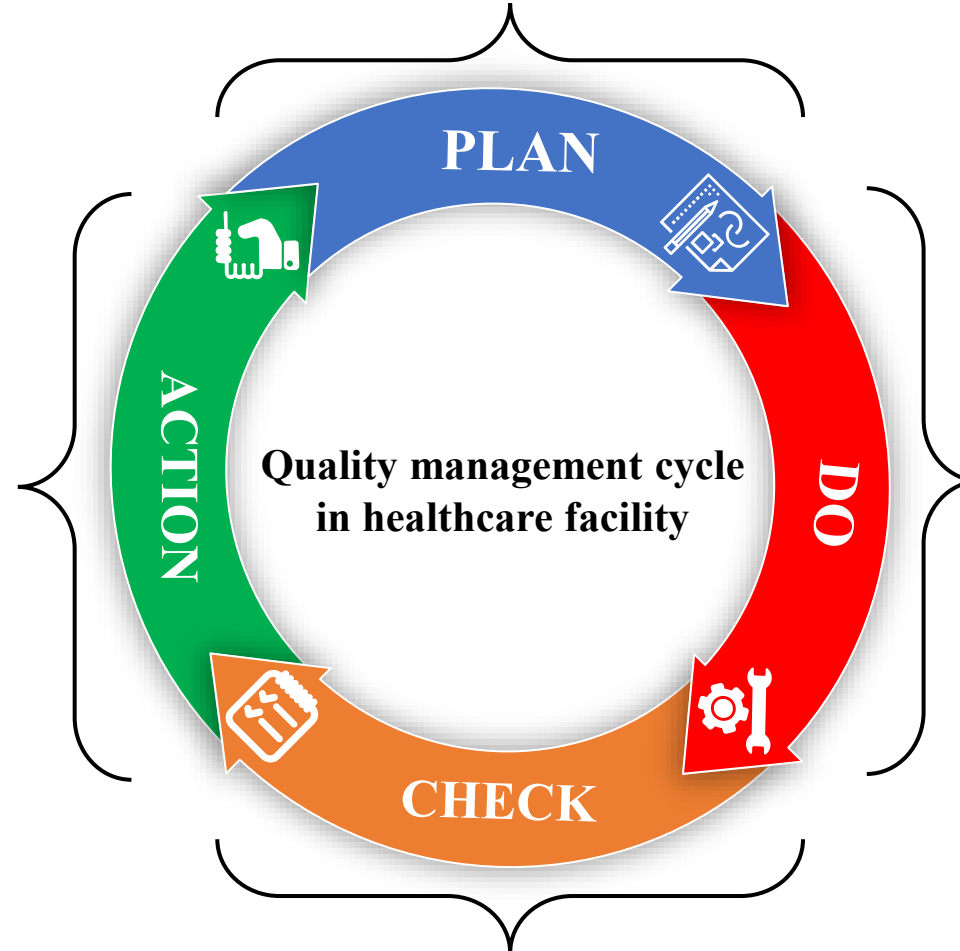 PLAN
DO
CHECK
ACTION
Quality management cycle
in healthcare facility